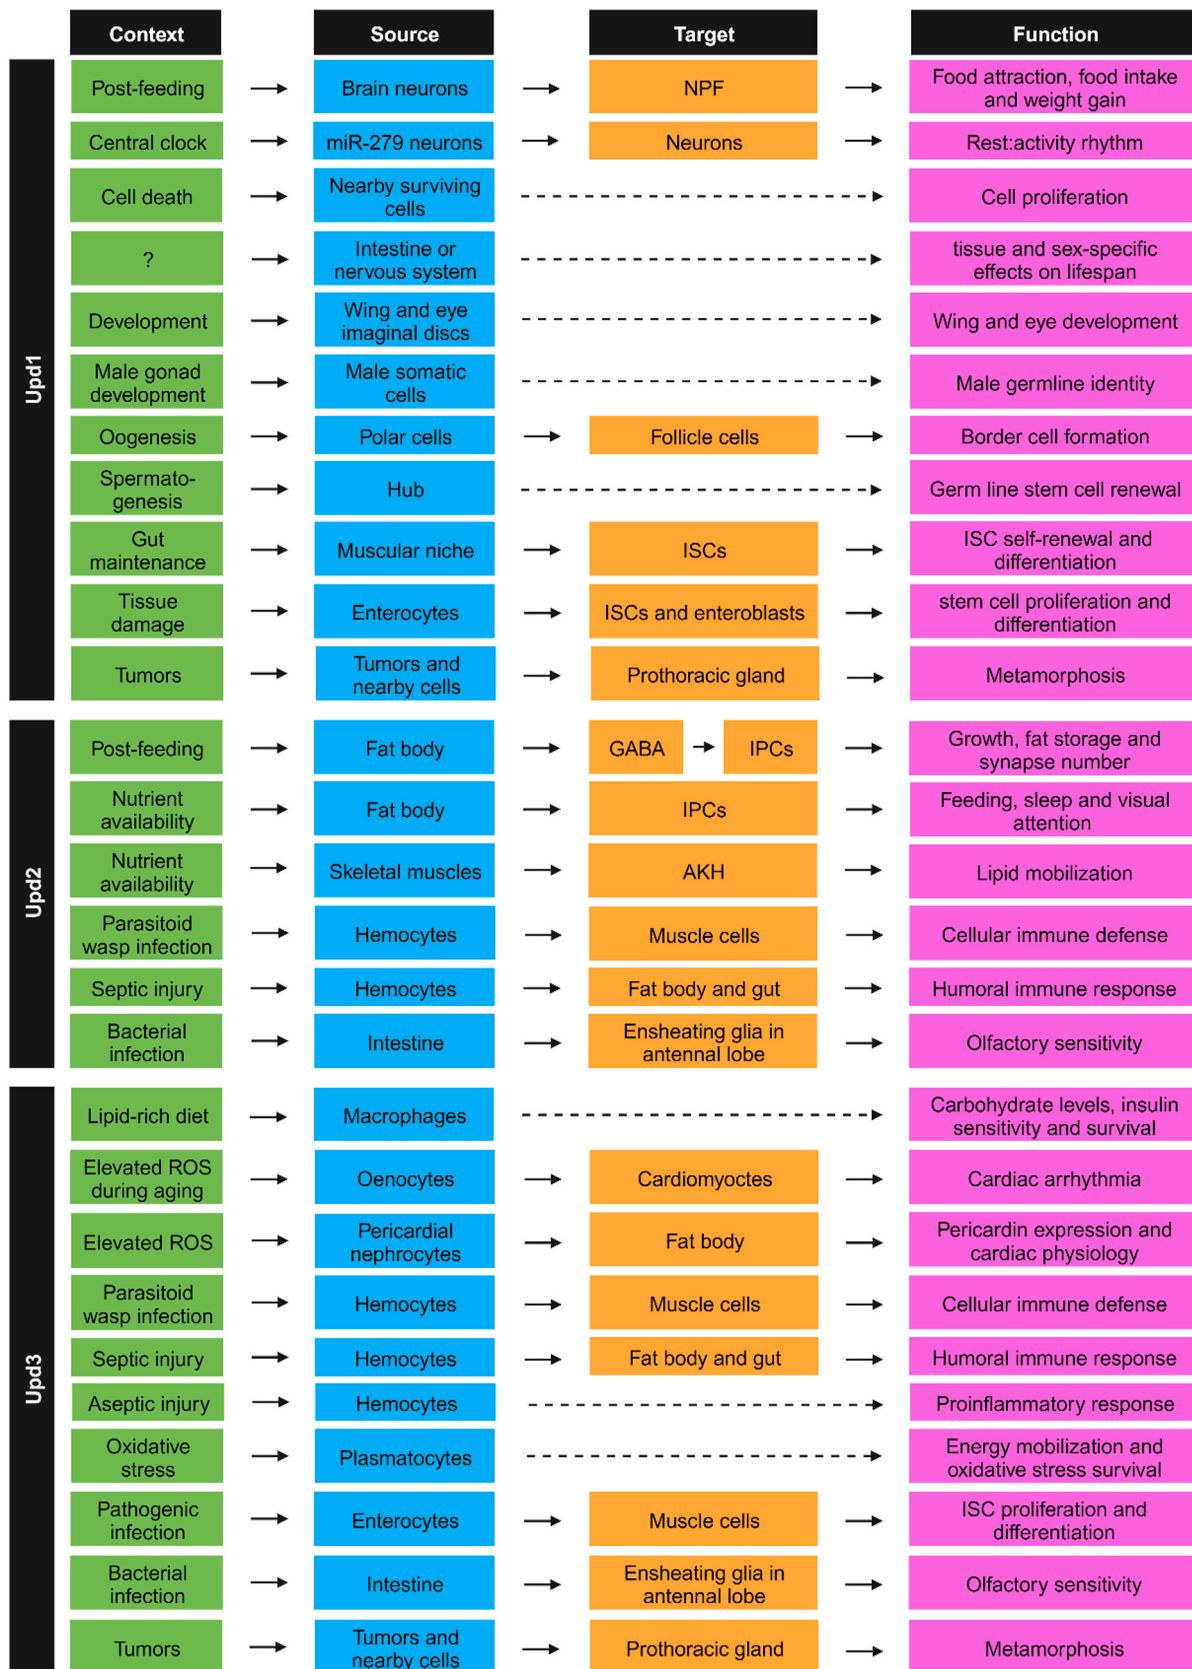 Context
Source
Target
Function
Upd1
Post-feeding
Brain neurons
NPF
Food attraction, food intake
and weight gain
Central clock
miR-279 neurons
Neurons
Rest:activity rhythm
Cell death
Nearby surviving
cells
Cell proliferation
?
Intestine or
nervous system
tissue and sex-specific
effects on lifespan
Development
Wing and eye
imaginal discs
Wing and eye development
Male gonad
development
Male somatic
cells
Male germline identity
Oogenesis
Polar cells
Follicle cells
Border cell formation
Spermato-
genesis
Hub
Germ line stem cell renewal
Gut
maintenance
Muscular niche
ISCs
ISC self-renewal and
differentiation
Tissue
damage
Enterocytes
ISCs and enteroblasts
stem cell proliferation and
differentiation
Tumors
Tumors and
nearby cells
Prothoracic gland
Metamorphosis
Upd2
Post-feeding
Fat body
GABA
IPCs
Growth, fat storage and
synapse number
Nutrient
availability
Fat body
IPCs
Feeding, sleep and visual
attention
Nutrient
availability
Skeletal muscles
AKH
Lipid mobilization
Parasitoid
wasp infection
Hemocytes
Muscle cells
Cellular immune defense
Septic injury
Hemocytes
Fat body and gut
Humoral immune response
Bacterial
infection
Intestine
Ensheating glia in
antennal lobe
Olfactory sensitivity
Upd3
Lipid-rich diet
Macrophages
Carbohydrate levels, insulin
sensitivity and survival
Elevated ROS
during aging
Oenocytes
Cardiomyoctes
Cardiac arrhythmia
Elevated ROS
Pericardial
nephrocytes
Fat body
Pericardin expression and
cardiac physiology
Parasitoid
wasp infection
Hemocytes
Muscle cells
Cellular immune defense
Septic injury
Hemocytes
Fat body and gut
Humoral immune response
Aseptic injury
Hemocytes
Proinflammatory response
Oxidative
stress
Plasmatocytes
Energy mobilization and
oxidative stress survival
Pathogenic
infection
Enterocytes
Muscle cells
ISC proliferation and
differentiation
Bacterial
infection
Intestine
Ensheating glia in
antennal lobe
Olfactory sensitivity
Tumors
Tumors and
nearby cells
Prothoracic gland
Metamorphosis